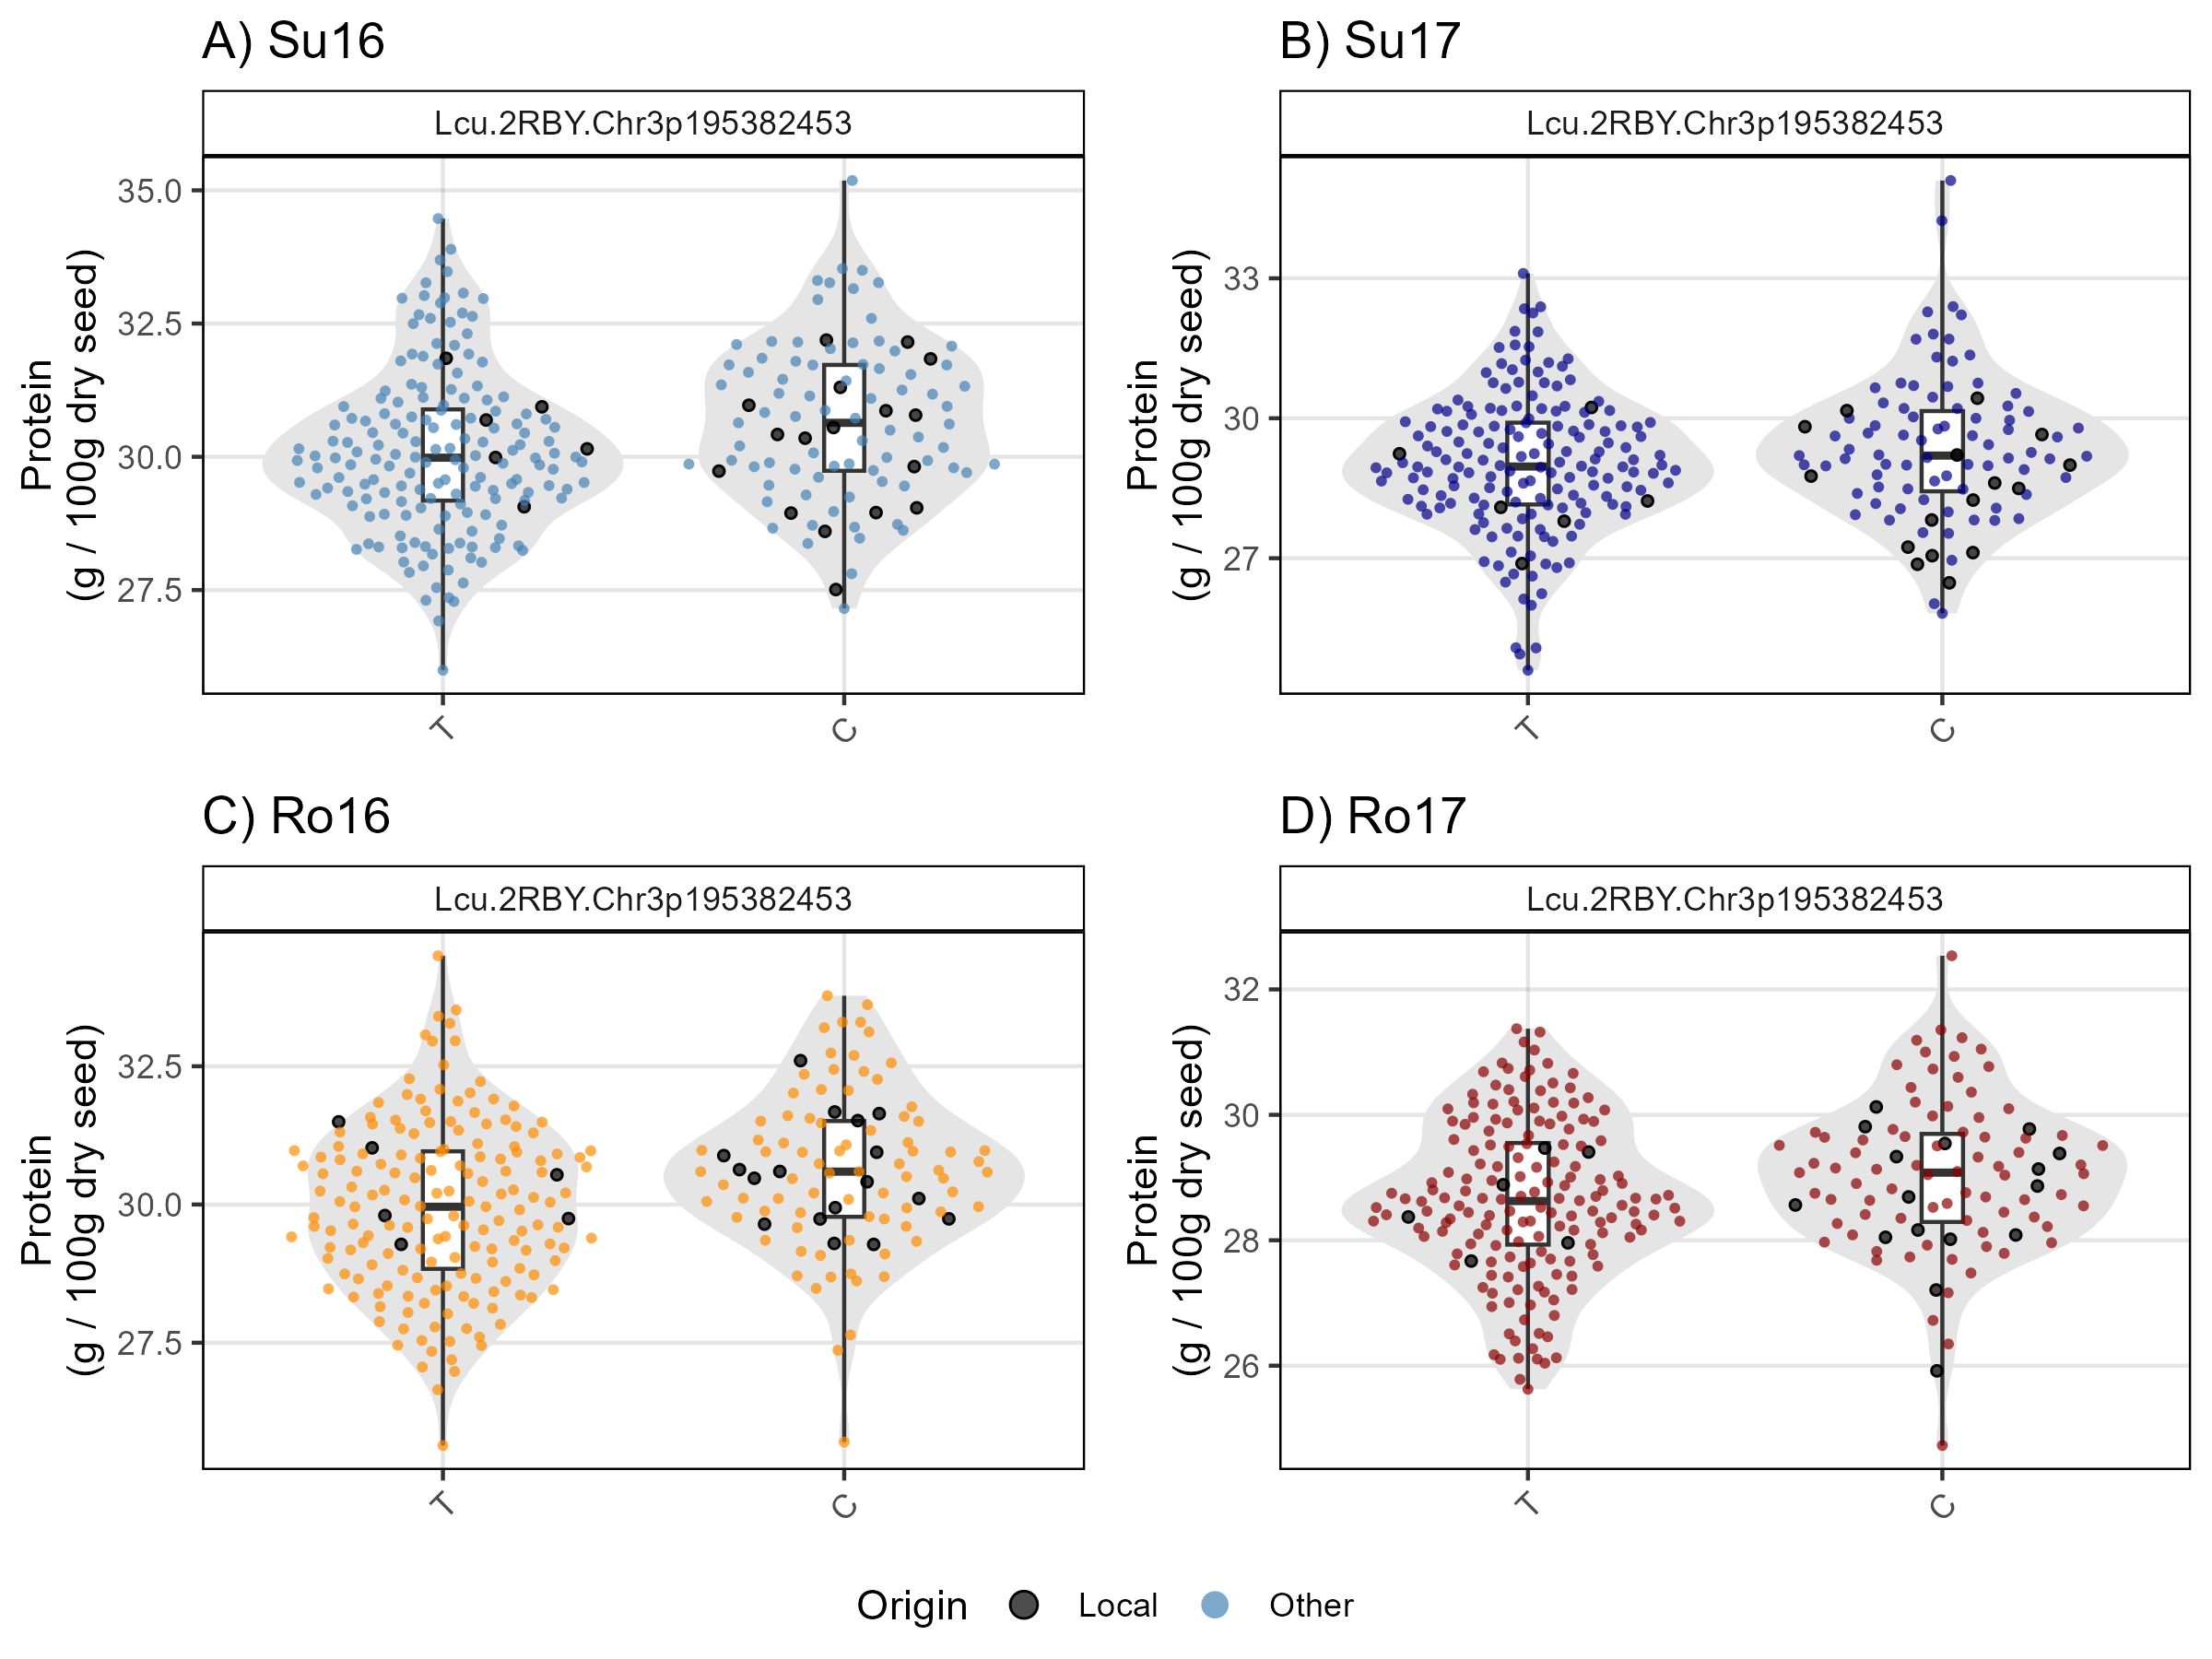 A) Su16
Lcu.2RBY.Chr3p195382453
Protein
(g / 100g dry seed)
35.0
32.5
30.0
27.5
T
C
B) Su17
Lcu.2RBY.Chr3p195382453
Protein
(g / 100g dry seed)
33
30
27
T
C
C) Ro16
Lcu.2RBY.Chr3p195382453
Protein
(g / 100g dry seed)
32.5
30.0
27.5
T
C
D) Ro17
Lcu.2RBY.Chr3p195382453
Protein
(g / 100g dry seed)
32
30
28
26
T
C
Origin Local Other